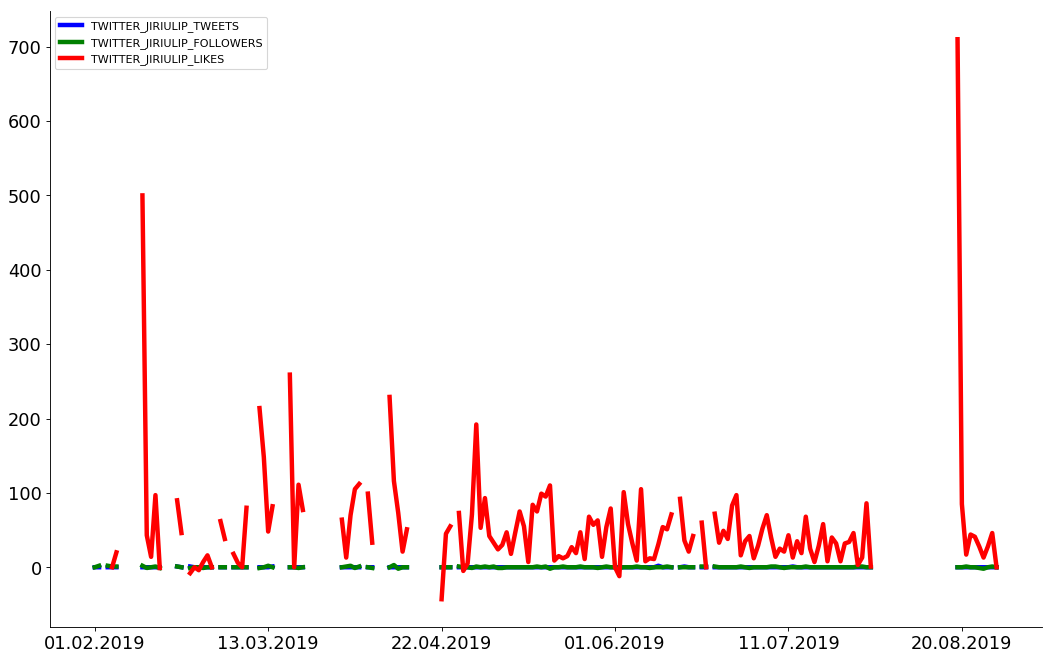 TWITTER_JIRIULIP_TWEETS
TWITTER_JIRIULIP_FOLLOWERS
TWITTER_JIRIULIP_LIKES
700
600
500
400
300
200
100
0
01.02.2019 13.03.2019 22.04.2019 01.06.2019 11.07.2019 20.08.2019